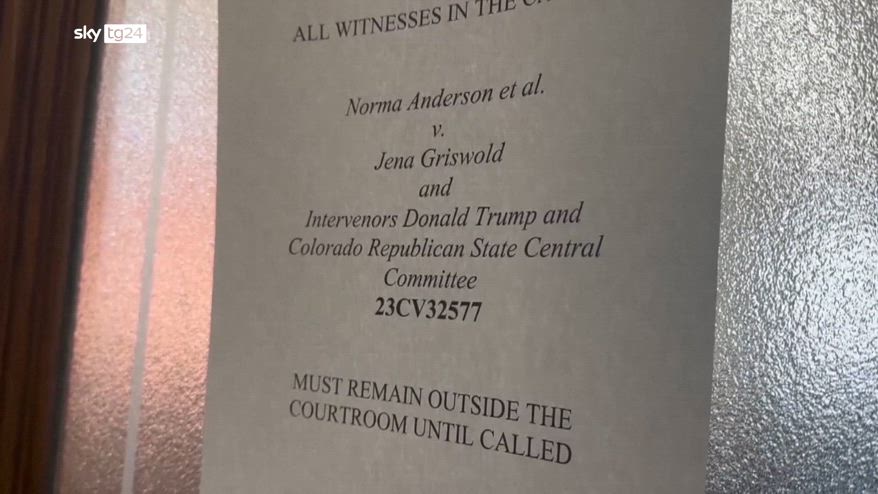 sky tg24
ALL WITNESSES IN THE
Norma Anderson et al.
v.
Jena Griswold
and
Intervenors Donald Trump and
Colorado Republican State Central
Committee
23CV32577
MUST REMAIN OUTSIDE THE
COURTROOM UNTIL CALLED